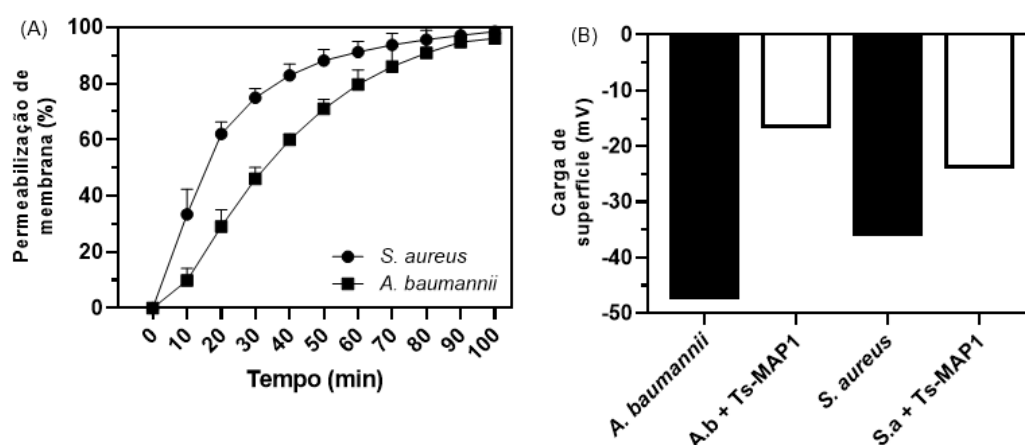 (A)
Permeabilização de
membrana (%)
100
80
60
40
20
0
S. aureus
A. baumannii
0 10 20 30 40 50 60 70 80 90 100
Tempo (min)
(B)
Carga de
superfície (mV)
0
-10
-20
-30
-40
-50
A. baumannii
A.b + Ts-MAP1
S. aureus
S.a + Ts-MAP1